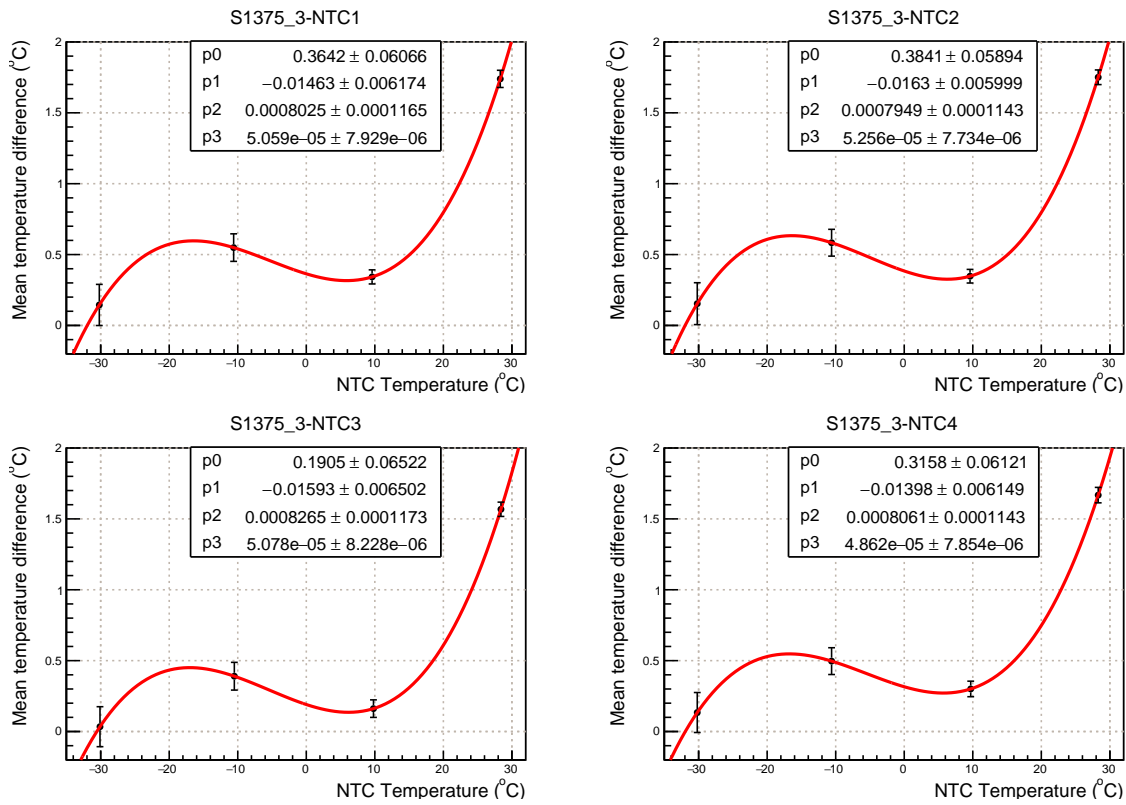 S1375_3-NTC1
p0 0.3642 ± 0.06066
p1 −0.01463 ± 0.006174
p2 0.0008025 ± 0.0001165
p3 5.059e−05 ± 7.929e−06
Mean temperature difference (°C)
2
1.5
1
0.5
0
−30 −20 −10 0 10 20 30
NTC Temperature (°C)
S1375_3-NTC2
p0 0.3841 ± 0.05894
p1 −0.0163 ± 0.005999
p2 0.0007949 ± 0.0001143
p3 5.256e−05 ± 7.734e−06
Mean temperature difference (°C)
2
1.5
1
0.5
0
−30 −20 −10 0 10 20 30
NTC Temperature (°C)
S1375_3-NTC3
p0 0.1905 ± 0.06522
p1 −0.01593 ± 0.006502
p2 0.0008265 ± 0.0001173
p3 5.078e−05 ± 8.228e−06
Mean temperature difference (°C)
2
1.5
1
0.5
0
−30 −20 −10 0 10 20 30
NTC Temperature (°C)
S1375_3-NTC4
p0 0.3158 ± 0.06121
p1 −0.01398 ± 0.006149
p2 0.0008061 ± 0.0001143
p3 4.862e−05 ± 7.854e−06
Mean temperature difference (°C)
2
1.5
1
0.5
0
−30 −20 −10 0 10 20 30
NTC Temperature (°C)